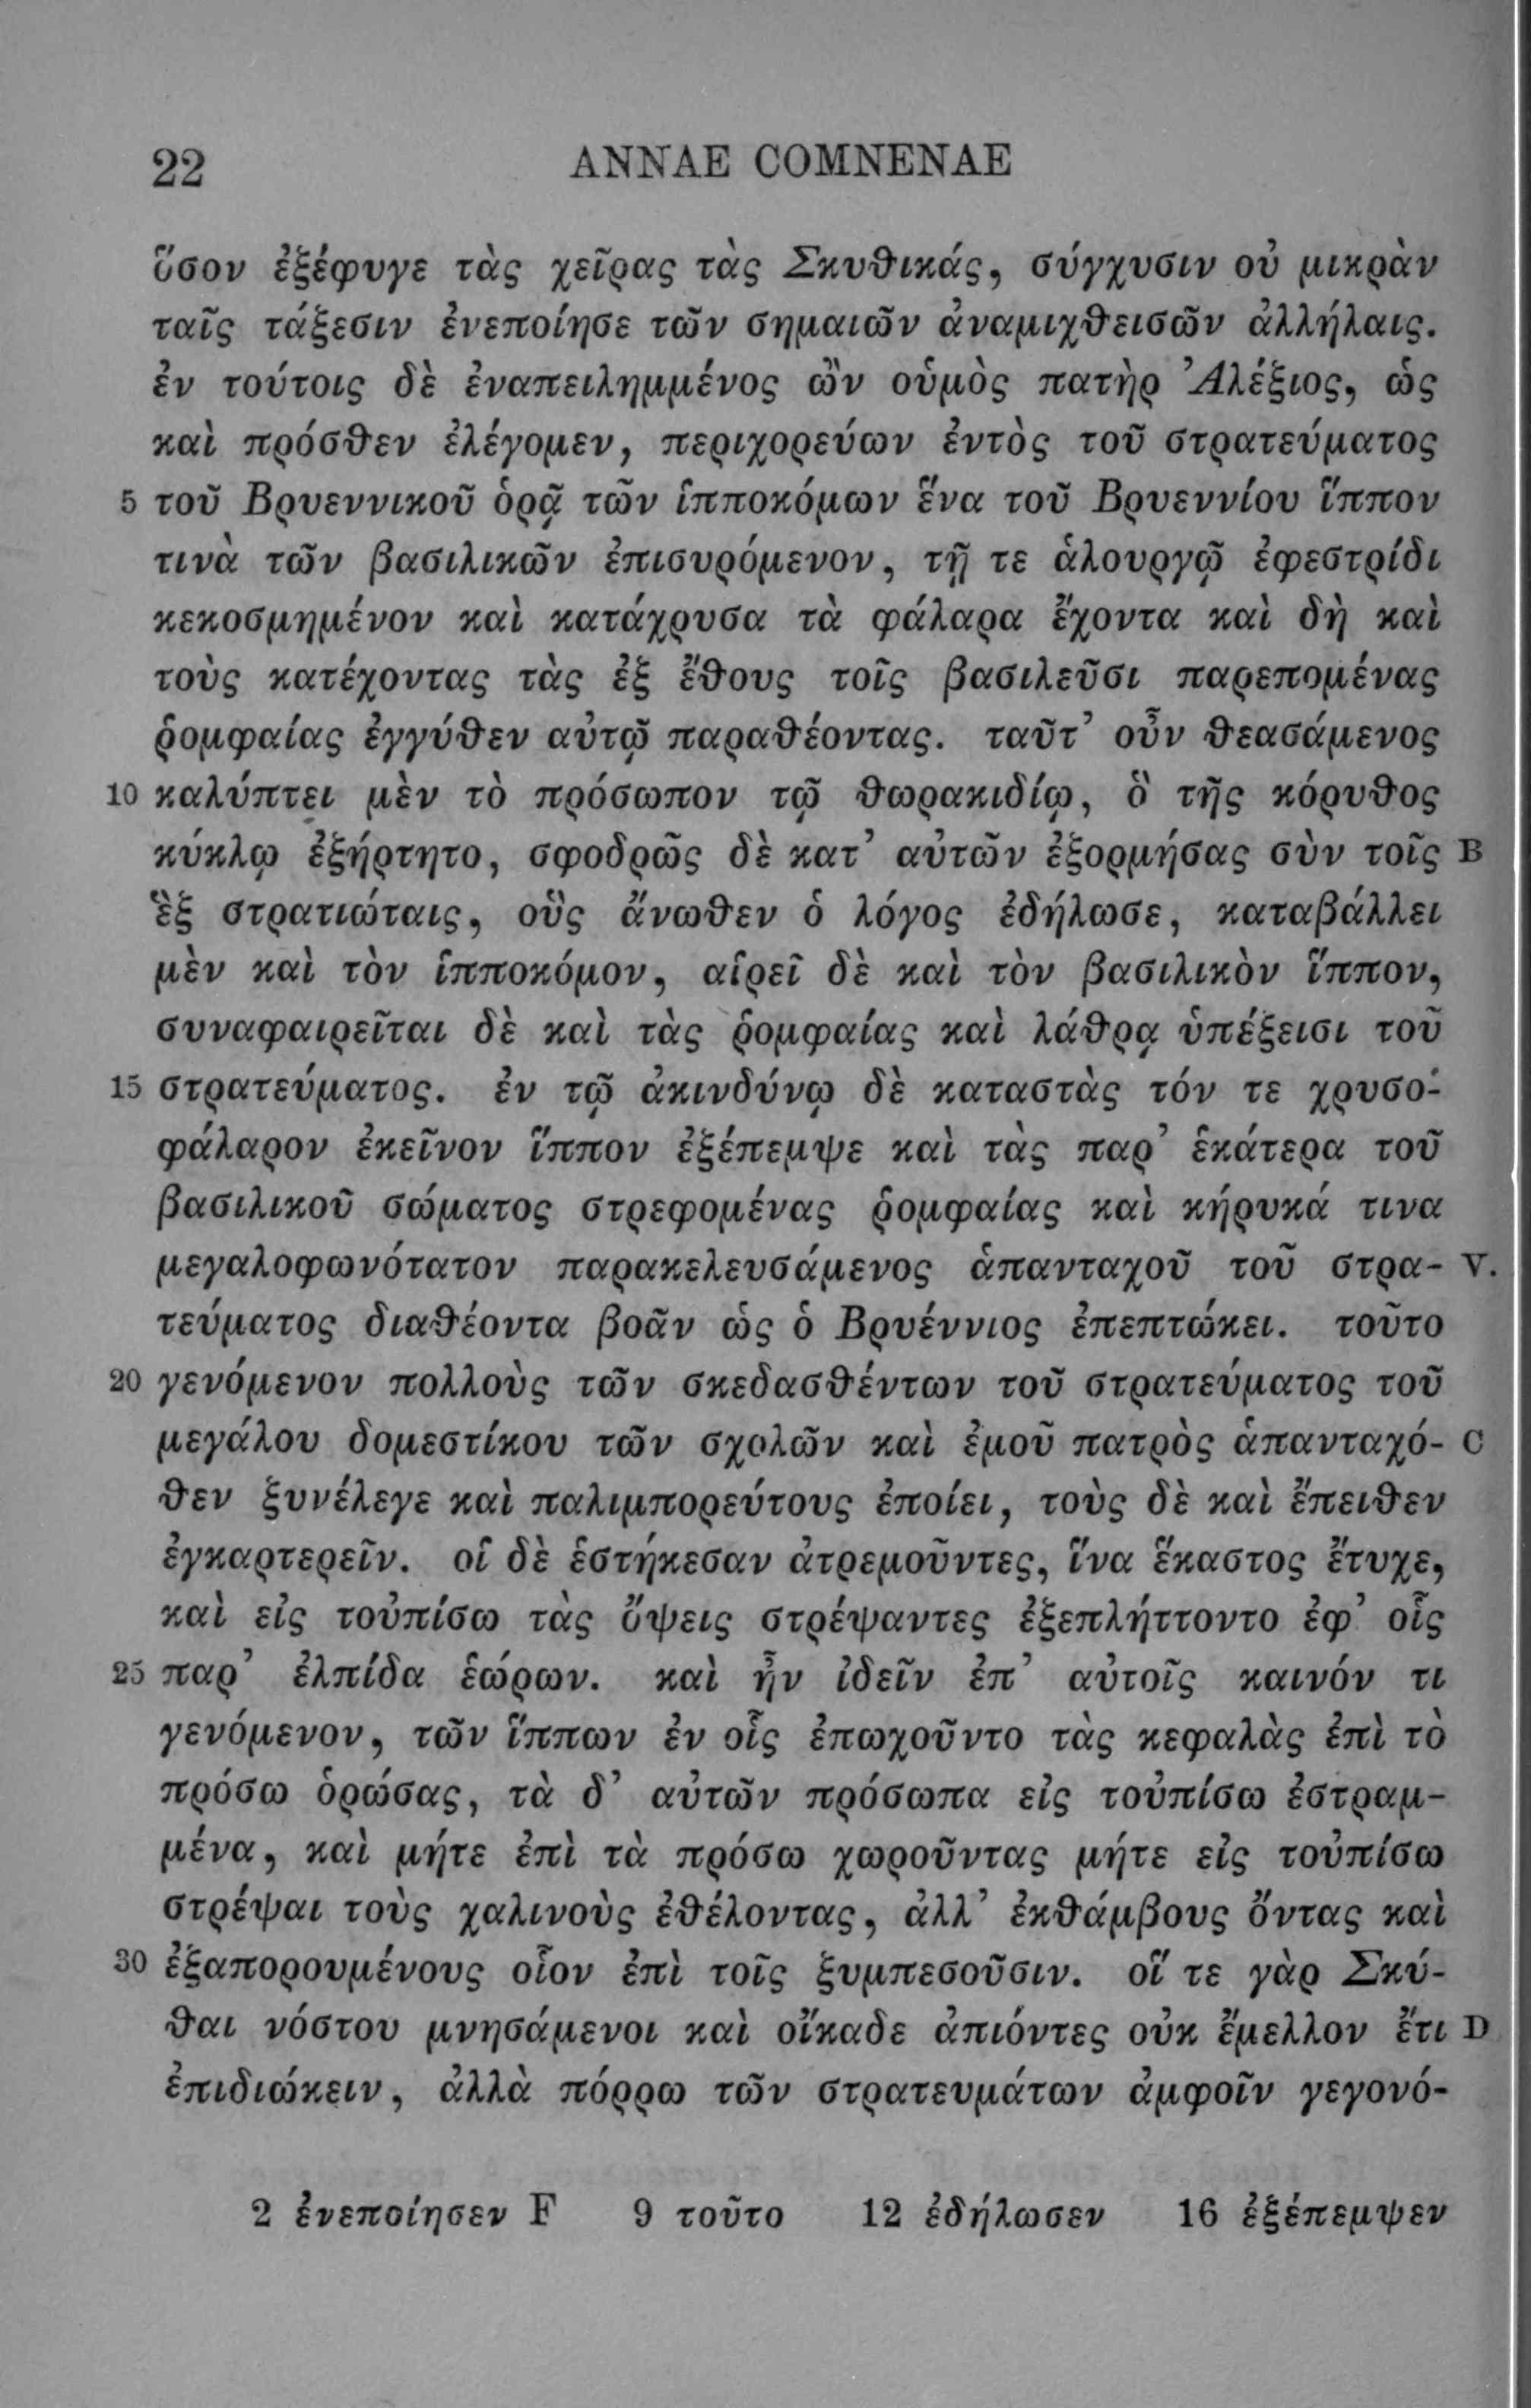 22 ANNAE COMNENAE
ὅσον ἐξέφυγε τὰς χεῖρας τὰς Σκυθικάς, σύγχυσιν οὐ μικρὰν
ταῖς τάξεσιν ἐνεποίησε τῶν σημαιῶν ἀναμιχθεισῶν ἀλλήλαις.
ἐν τούτοις δὲ ἐναπειλημμένος ὢν οὑμὸς πατὴρ Ἀλέξιος, ὡς
καὶ πρόσθεν ἐλέγομεν, περιχορεύων ἐντὸς τοῦ στρατεύματος
5 τοῦ Βρυεννικοῦ ὁρᾷ τῶν ἱπποκόμων ἕνα τοῦ Βρυεννίου ἵππον
τινὰ τῶν βασιλικῶν ἐπισυρόμενον, τῇ τε ἁλουργῷ ἐφεστρίδι
κεκοσμημένον καὶ κατάχρυσα τὰ φάλαρα ἔχοντα καὶ δὴ καὶ
τοὺς κατέχοντας τὰς ἐξ ἔθους τοῖς βασιλεῦσι παρεπομένας
ῥομφαίας ἐγγύθεν αὐτῷ παραθέοντας. ταῦτ’ οὖν θεασάμενος
10 καλύπτει μὲν τὸ πρόσωπον τῷ θωρακιδίῳ, ὃ τῆς κόρυθος
κύκλῳ ἐξήρτητο, σφοδρῶς δὲ κατ’ αὐτῶν ἐξορμήσας σὺν τοῖς B
ἓξ στρατιώταις, οὓς ἄνωθεν ὁ λόγος ἐδήλωσε, καταβάλλει
μὲν καὶ τὸν ἱπποκόμον, αἱρεῖ δὲ καὶ τὸν βασιλικὸν ἵππον,
συναφαιρεῖται δὲ καὶ τὰς ῥομφαίας καὶ λάθρᾳ ὑπέξεισι τοῦ
15 στρατεύματος. ἐν τῷ ἀκινδύνῳ δὲ καταστὰς τόν τε χρυσο-
φάλαρον ἐκεῖνον ἵππον ἐξέπεμψε καὶ τὰς παρ’ ἑκάτερα τοῦ
βασιλικοῦ σώματος στρεφομένας ῥομφαίας καὶ κήρυκά τινα
μεγαλοφωνότατον παρακελευσάμενος ἁπανταχοῦ τοῦ στρα- V.
τεύματος διαθέοντα βοᾶν ὡς ὁ Βρυέννιος ἐπεπτώκει. τοῦτο
20 γενόμενον πολλοὺς τῶν σκεδασθέντων τοῦ στρατεύματος τοῦ
μεγάλου δομεστίκου τῶν σχολῶν καὶ ἐμοῦ πατρὸς ἁπανταχό- C
θεν ξυνέλεγε καὶ παλιμπορεύτους ἐποίει, τοὺς δὲ καὶ ἔπειθεν
ἐγκαρτερεῖν. οἱ δὲ ἑστήκεσαν ἀτρεμοῦντες, ἵνα ἕκαστος ἔτυχε,
καὶ εἰς τοὐπίσω τὰς ὄψεις στρέψαντες ἐξεπλήττοντο ἐφ’ οἷς
25 παρ’ ἐλπίδα ἑώρων. καὶ ἦν ἰδεῖν ἐπ’ αὐτοῖς καινόν τι
γενόμενον, τῶν ἵππων ἐν οἷς ἐπωχοῦντο τὰς κεφαλὰς ἐπὶ τὸ
πρόσω ὁρώσας, τὰ δ’ αὐτῶν πρόσωπα εἰς τοὐπίσω ἐστραμ-
μένα, καὶ μήτε ἐπὶ τὰ πρόσω χωροῦντας μήτε εἰς τοὐπίσω
στρέψαι τοὺς χαλινοὺς ἐθέλοντας, ἀλλ’ ἐκθάμβους ὄντας καὶ
30 ἐξαπορουμένους οἷον ἐπὶ τοῖς ξυμπεσοῦσιν. οἵ τε γὰρ Σκύ-
θαι νόστου μνησάμενοι καὶ οἴκαδε ἀπιόντες οὐκ ἔμελλον ἔτι D
ἐπιδιώκειν, ἀλλὰ πόρρω τῶν στρατευμάτων ἀμφοῖν γεγονό-
2 ἐνεποίησεν F 9 τοῦτο 12 ἐδήλωσεν 16 ἐξέπεμψεν